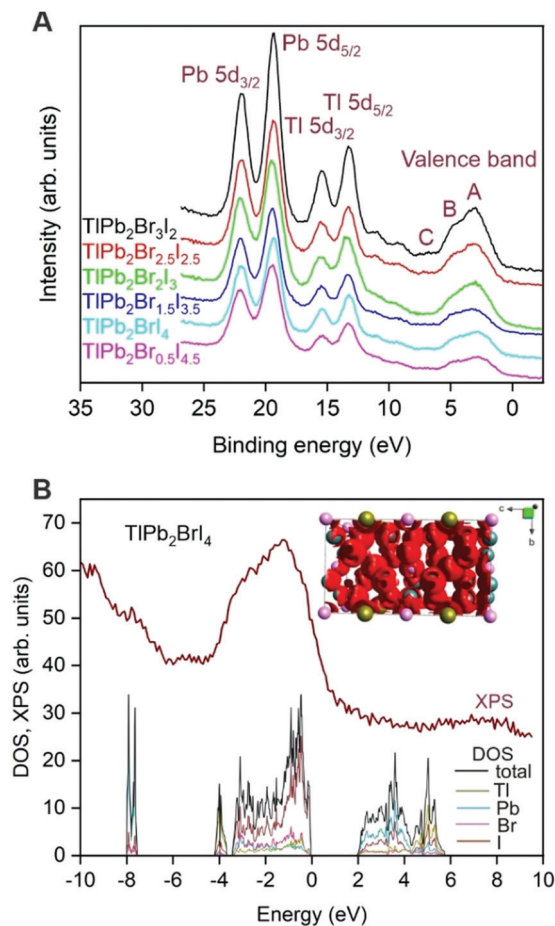 A
Pb 5d5/2
Pb 5d3/2
Tl 5d5/2
Tl 5d3/2
Valence band
A
B
C
TlPb2Br3I2
TlPb2Br2.5I2.5
TlPb2Br2I3
TlPb2Br1.5I3.5
TlPb2BrI4
TlPb2Br0.5I4.5
Intensity (arb. units)
35 30 25 20 15 10 5 0
Binding energy (eV)
B
TlPb2BrI4
c
b
70
60
50
40
30
20
10
0
DOS, XPS (arb. units)
XPS
DOS
total
Tl
Pb
Br
I
-10 -8 -6 -4 -2 0 2 4 6 8 10
Energy (eV)